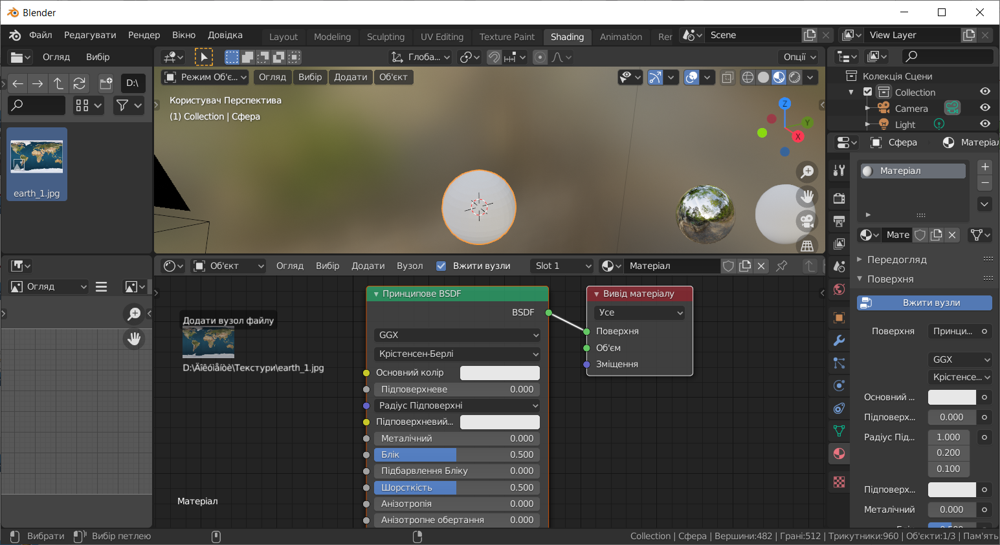 Blender
Файл Редагувати Рендер Вікно Довідка
Layout Modeling Sculpting UV Editing Texture Paint Shading Animation Rer
Scene
View Layer
Огляд Вибір
Глоба...
Опції
D:\
earth_1.jpg
Режим Об'є... Огляд Вибір Додати Об'єкт
Користувач Перспектива
(1) Collection | Сфера
Z
Y
X
Колекція Сцени
Collection
Camera
Light
Сфера Матеріал
Матеріал
Мате
Передогляд
Поверхня
Вжити вузли
Поверхня Принци...
GGX
Крістенсе...
Основний ...
Підповерх... 0.000
Радіус Під... 1.000
0.200
0.100
Підповерх...
Металічний 0.000
Огляд
Об'єкт Огляд Вибір Додати Вузол Вжити вузли Slot 1 Матеріал
Додати вузол файлу
D:\Äîêóìåíòè\Текстури\earth_1.jpg
Матеріал
Принципове BSDF
BSDF
GGX
Крістенсен-Берлі
Основний колір
Підповерхневе 0.000
Радіус Підповерхні
Підповерхневий...
Металічний 0.000
Блік 0.500
Підбарвлення Бліку 0.000
Шорсткість 0.500
Анізотропія 0.000
Анізотропне обертання 0.000
Вивід матеріалу
Усе
Поверхня
Об'єм
Зміщення
Вибрати Вибір петлею
Collection | Сфера | Вершини:482 | Грані:512 | Трикутники:960 | Об'єкти:1/3 | Пам'ять